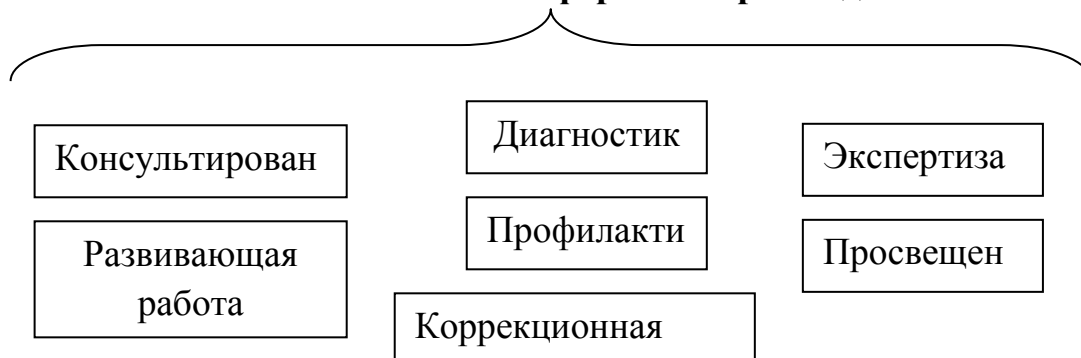 Консультирован
Диагностик
Экспертиза
Развивающая
работа
Профилакти
Просвещен
Коррекционная